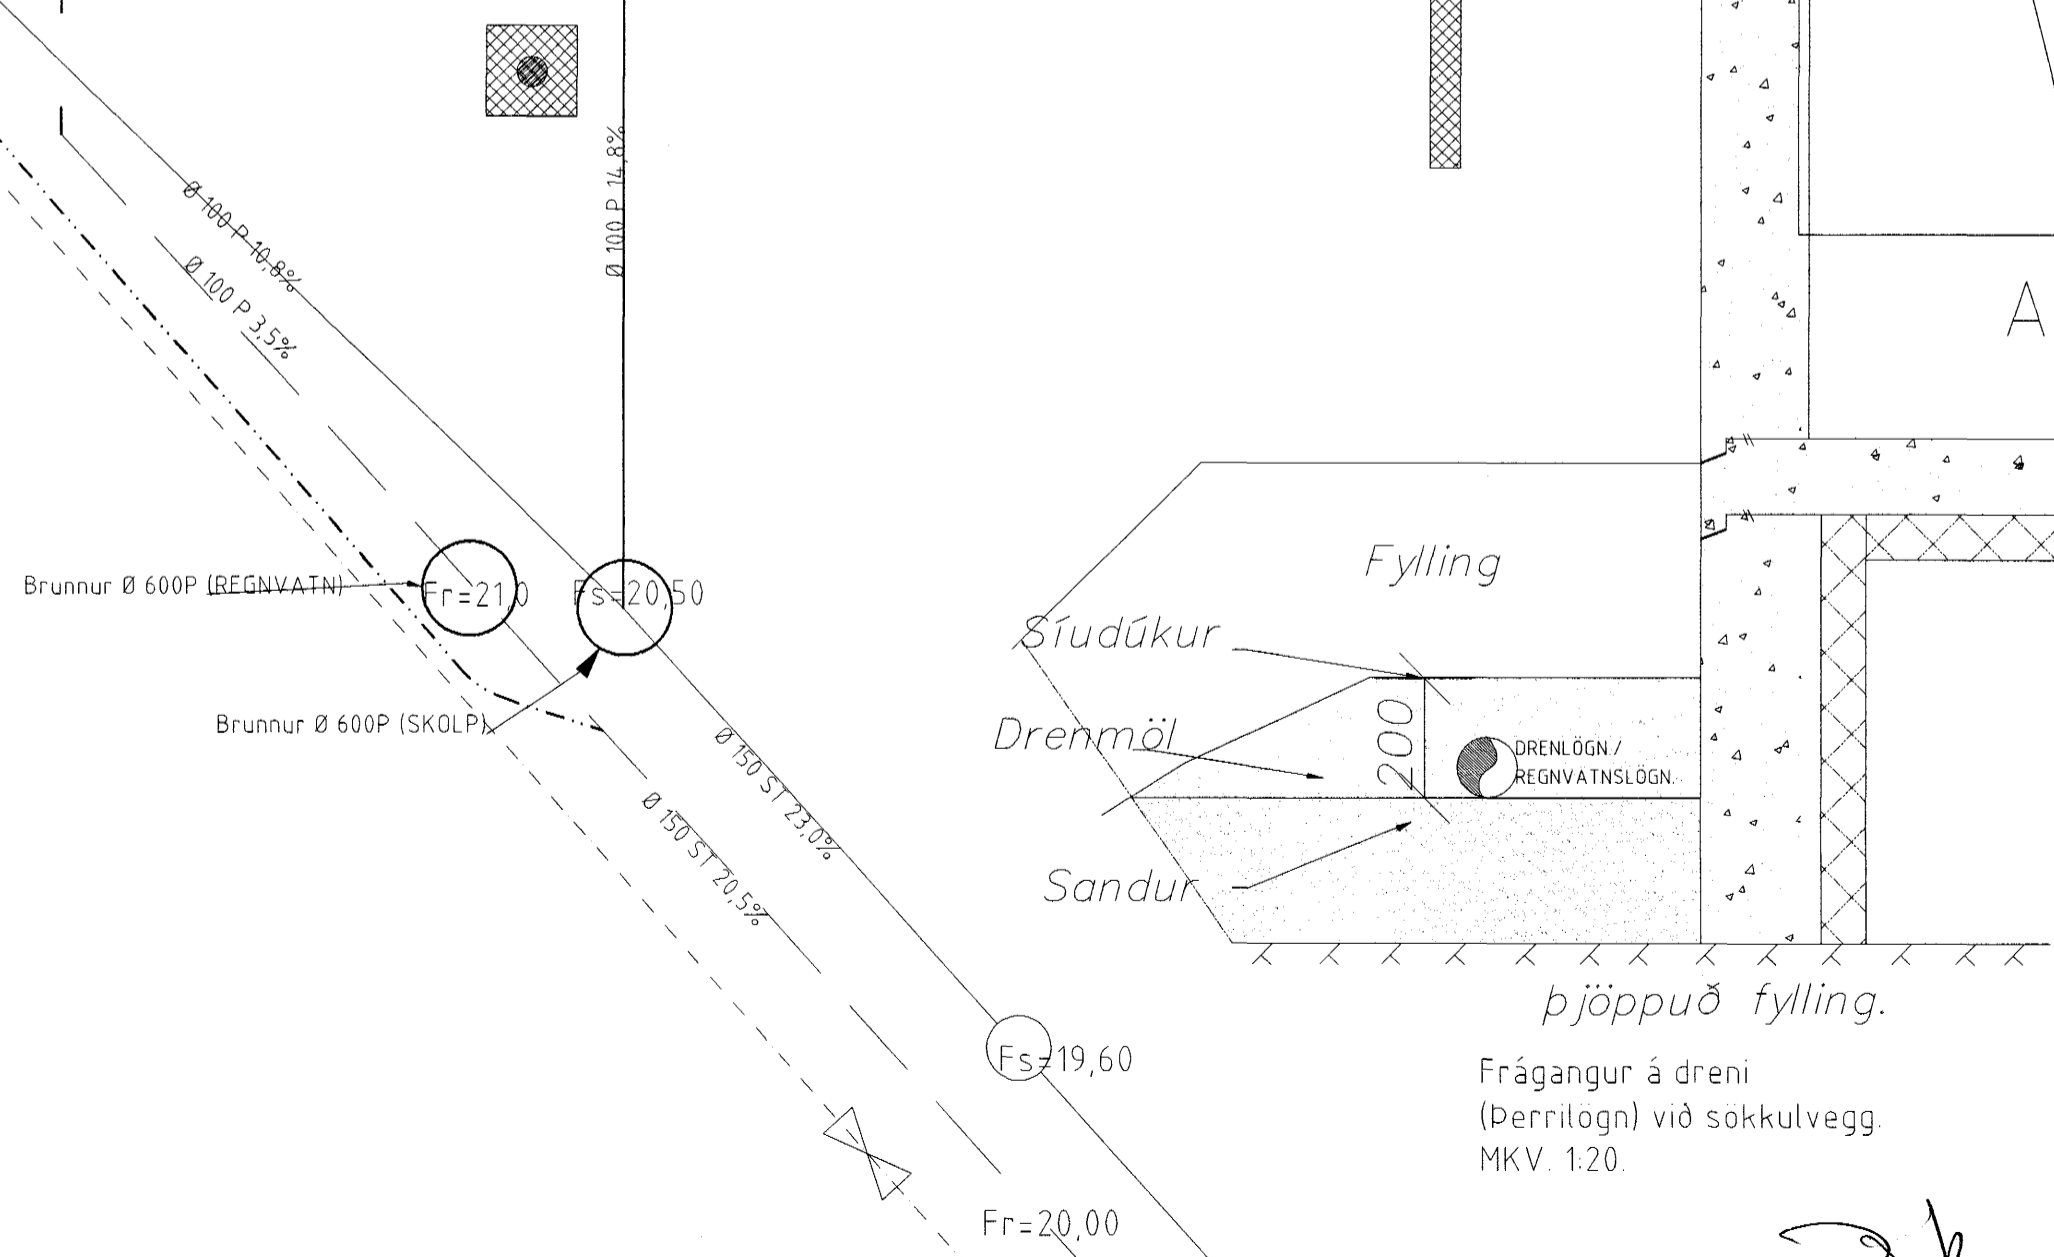 Ø 100 P 10,8%
Ø 100 P 3,5%
Ø 100 P 14,8%
Brunnur Ø 600P (REGNVATN)
Fr=21,0
Fs=20,50
Brunnur Ø 600P (SKOLP)
Ø 150 ST 23,0%
Ø 150 ST 20,5%
Fs=19,60
Fr=20,00
A
Fylling
Síudúkur
Drenmöl
200
DRENLÖGN /
REGNVATNSLÖGN.
Sandur
þjöppuð fylling.
Frágangur á dreni
(Þerrilögn) við sökkulvegg.
MKV. 1:20.